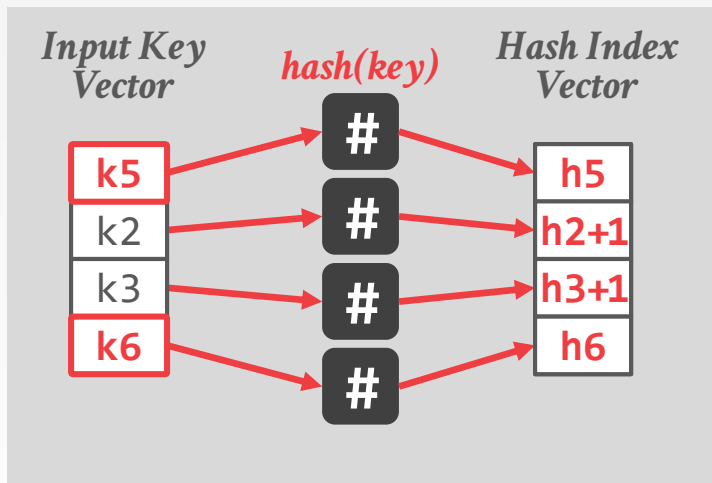 Input Key
Vector
hash(key)
Hash Index
Vector
k5
#
h5
k2
#
h2+1
k3
#
h3+1
k6
#
h6